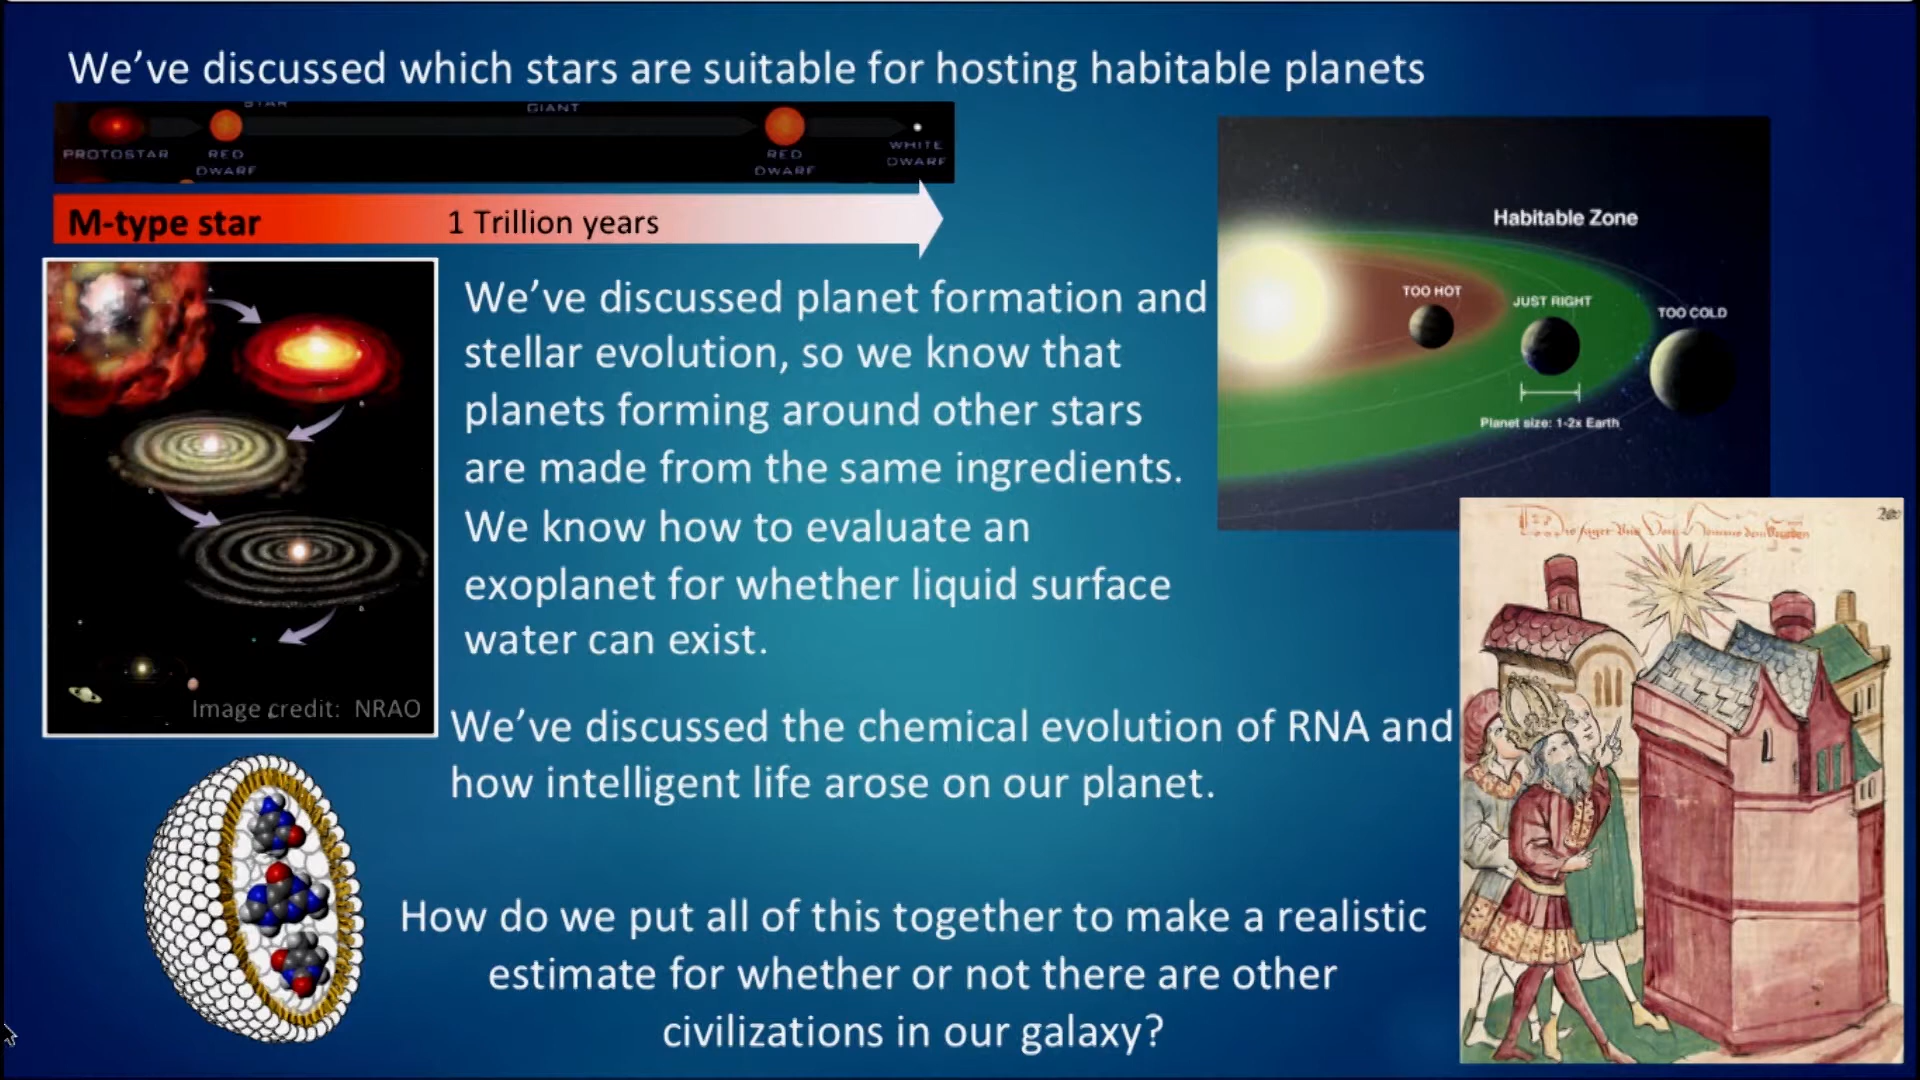 We've discussed which stars are suitable for hosting habitable planets
STAR
GIANT
PROTOSTAR
RED
DWARF
RED
DWARF
WHITE
DWARF
M-type star
1 Trillion years
Habitable Zone
TOO HOT
JUST RIGHT
TOO COLD
Planet size: 1-2x Earth
We've discussed planet formation and
stellar evolution, so we know that
planets forming around other stars
are made from the same ingredients.
We know how to evaluate an
exoplanet for whether liquid surface
water can exist.
Image credit: NRAO
We've discussed the chemical evolution of RNA and
how intelligent life arose on our planet.
How do we put all of this together to make a realistic
estimate for whether or not there are other
civilizations in our galaxy?